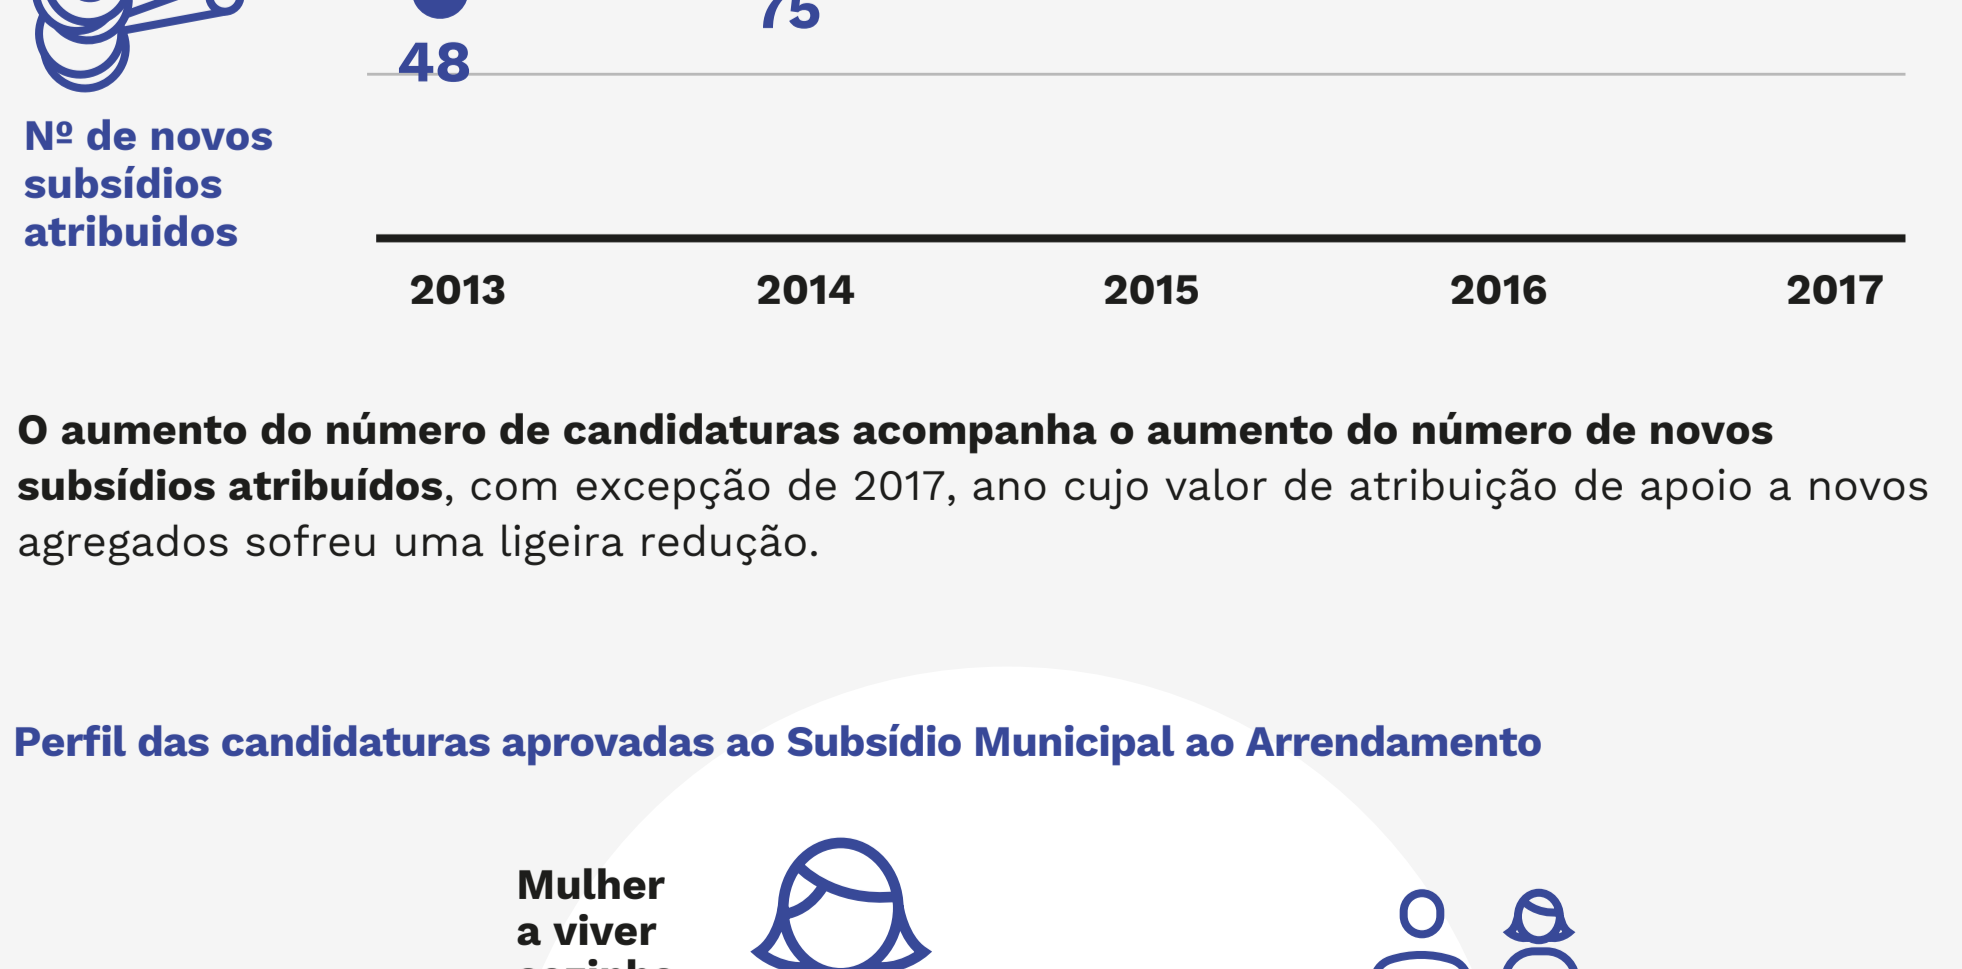 75
48
Nº de novos
subsídios
atribuidos
2013 2014 2015 2016 2017
O aumento do número de candidaturas acompanha o aumento do número de novos
subsídios atribuídos, com excepção de 2017, ano cujo valor de atribuição de apoio a novos
agregados sofreu uma ligeira redução.
Perfil das candidaturas aprovadas ao Subsídio Municipal ao Arrendamento
Mulher
a viver